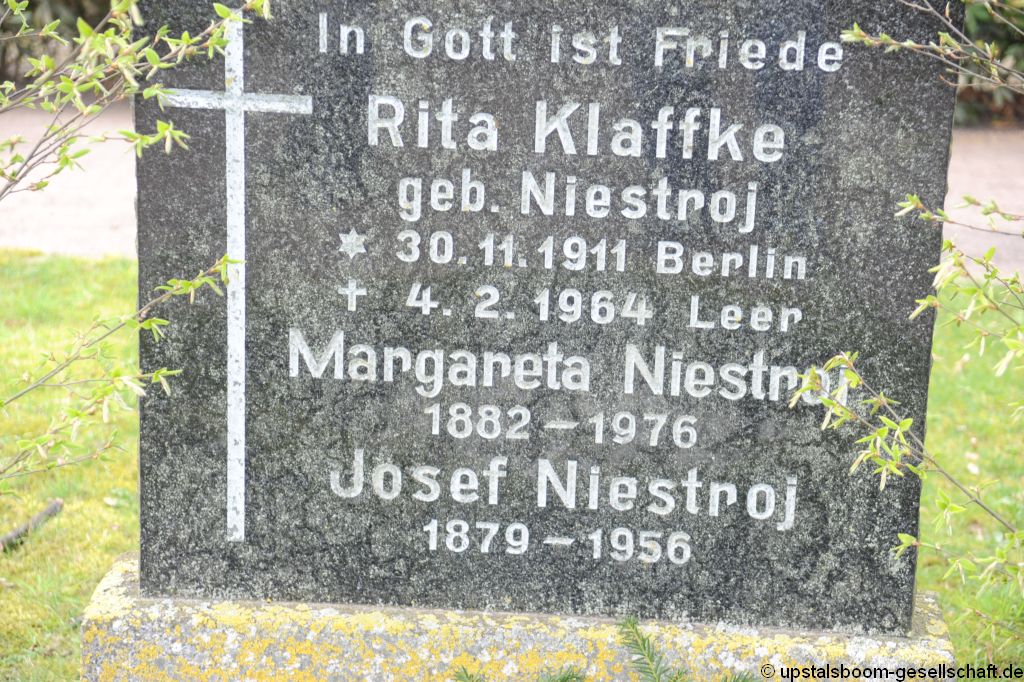 In Gott ist Friede
Rita Klaffke
geb. Niestroj
* 30.11.1911 Berlin
† 4. 2. 1964 Leer
Margareta Niestroj
1882 – 1976
Josef Niestroj
1879 – 1956
© upstalsboom-gesellschaft.de